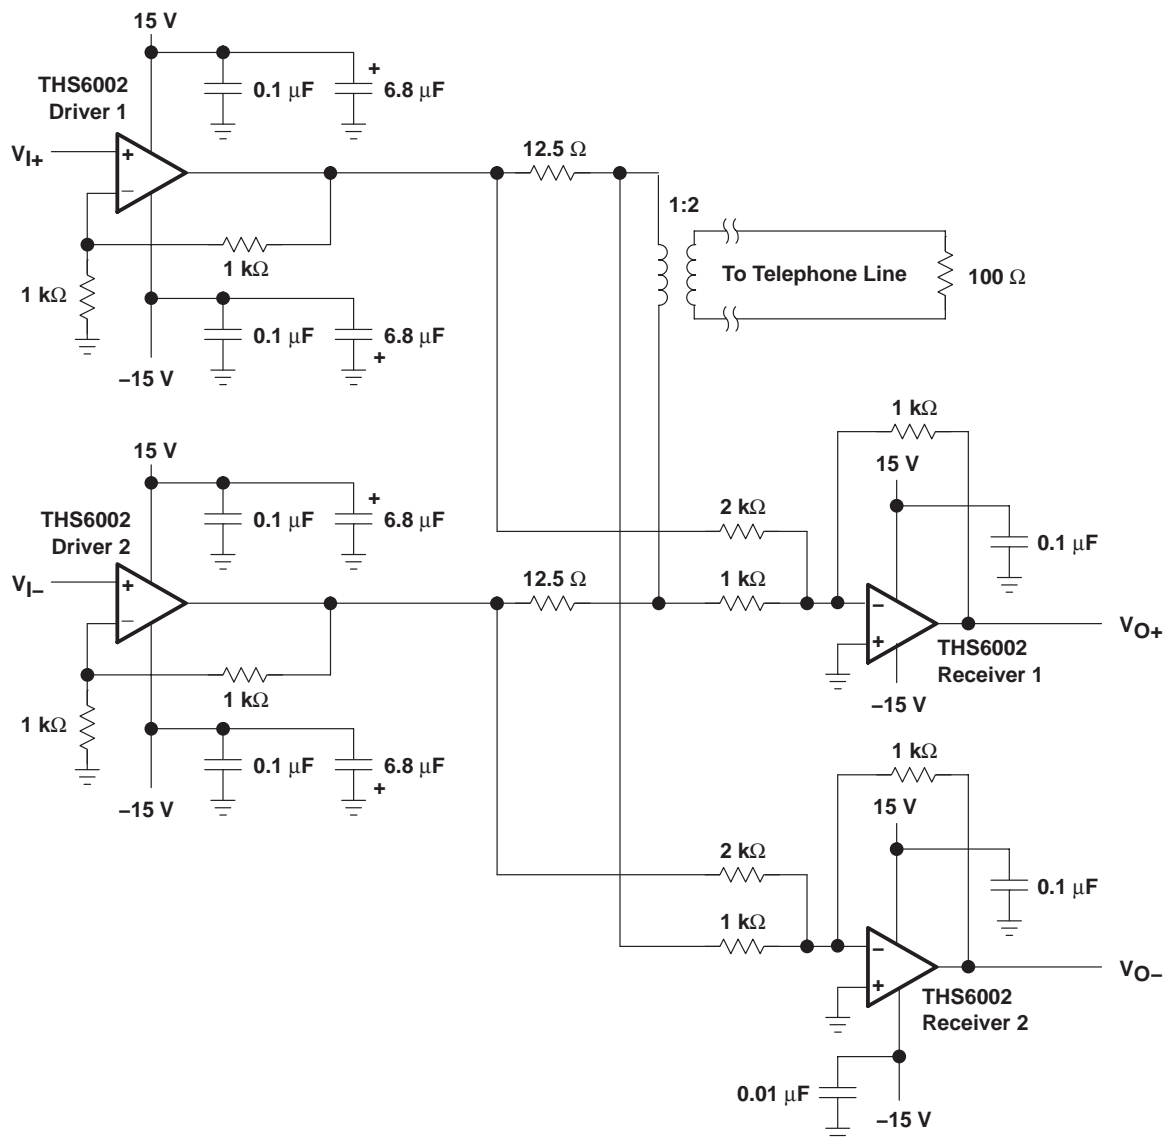 15 V
THS6002
Driver 1
0.1 μF
+
6.8 μF
VI+
+
−
12.5 Ω
1:2
1 kΩ
1 kΩ
To Telephone Line
100 Ω
0.1 μF
6.8 μF
+
−15 V
15 V
1 kΩ
15 V
THS6002
Driver 2
0.1 μF
+
6.8 μF
2 kΩ
0.1 μF
VI−
+
−
12.5 Ω
1 kΩ
−
+
VO+
THS6002
Receiver 1
1 kΩ
1 kΩ
−15 V
0.1 μF
6.8 μF
+
−15 V
1 kΩ
15 V
2 kΩ
0.1 μF
1 kΩ
−
+
VO−
THS6002
Receiver 2
0.01 μF
−15 V